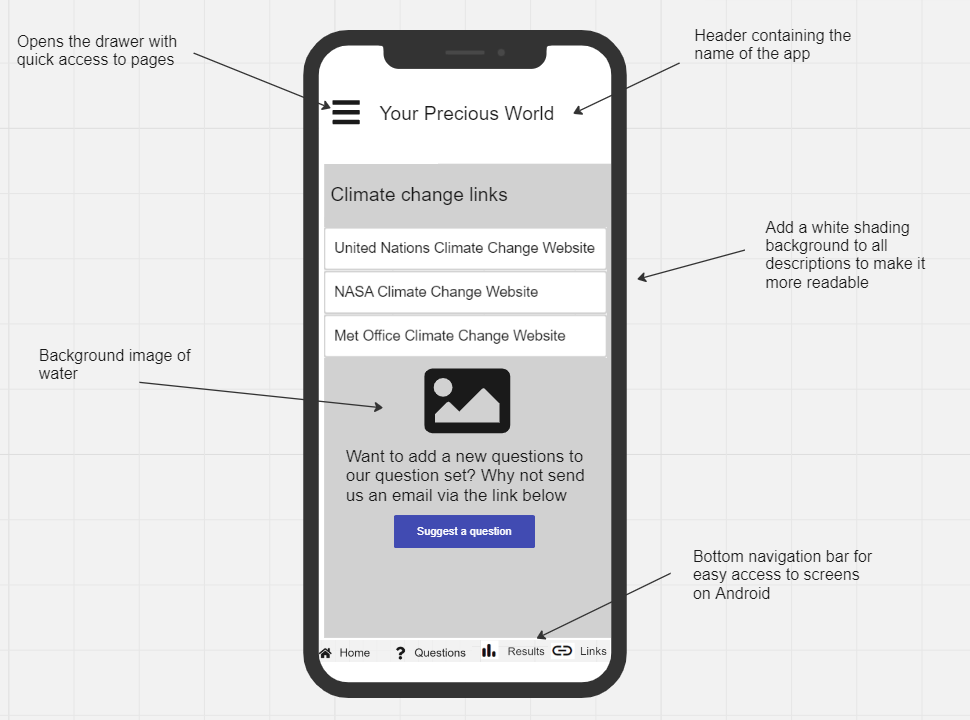 Opens the drawer with
quick access to pages
Header containing the
name of the app
Your Precious World
Climate change links
United Nations Climate Change Website
NASA Climate Change Website
Met Office Climate Change Website
Add a white shading
background to all
descriptions to make it
more readable
Background image of
water
Want to add a new questions to
our question set? Why not send
us an email via the link below
Suggest a question
Bottom navigation bar for
easy access to screens
on Android
Home ? Questions Results Links